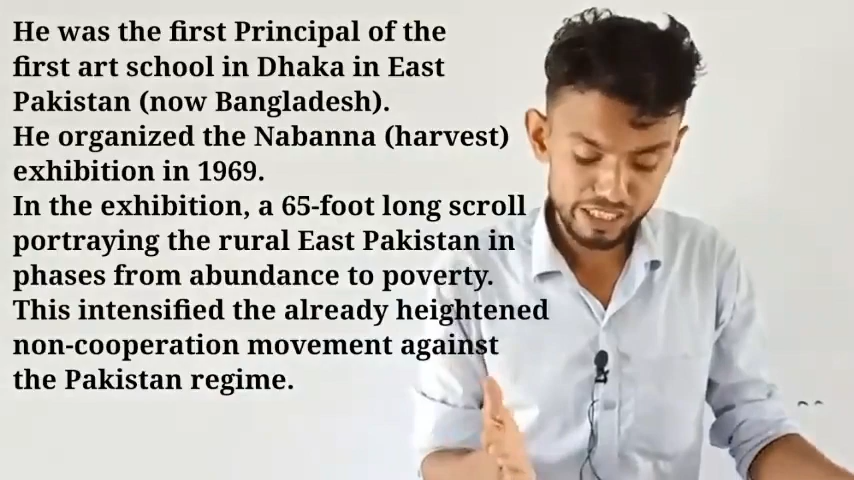 He was the first Principal of the
first art school in Dhaka in East
Pakistan (now Bangladesh).
He organized the Nabanna (harvest)
exhibition in 1969.
In the exhibition, a 65-foot long scroll
portraying the rural East Pakistan in
phases from abundance to poverty.
This intensified the already heightened
non-cooperation movement against
the Pakistan regime.